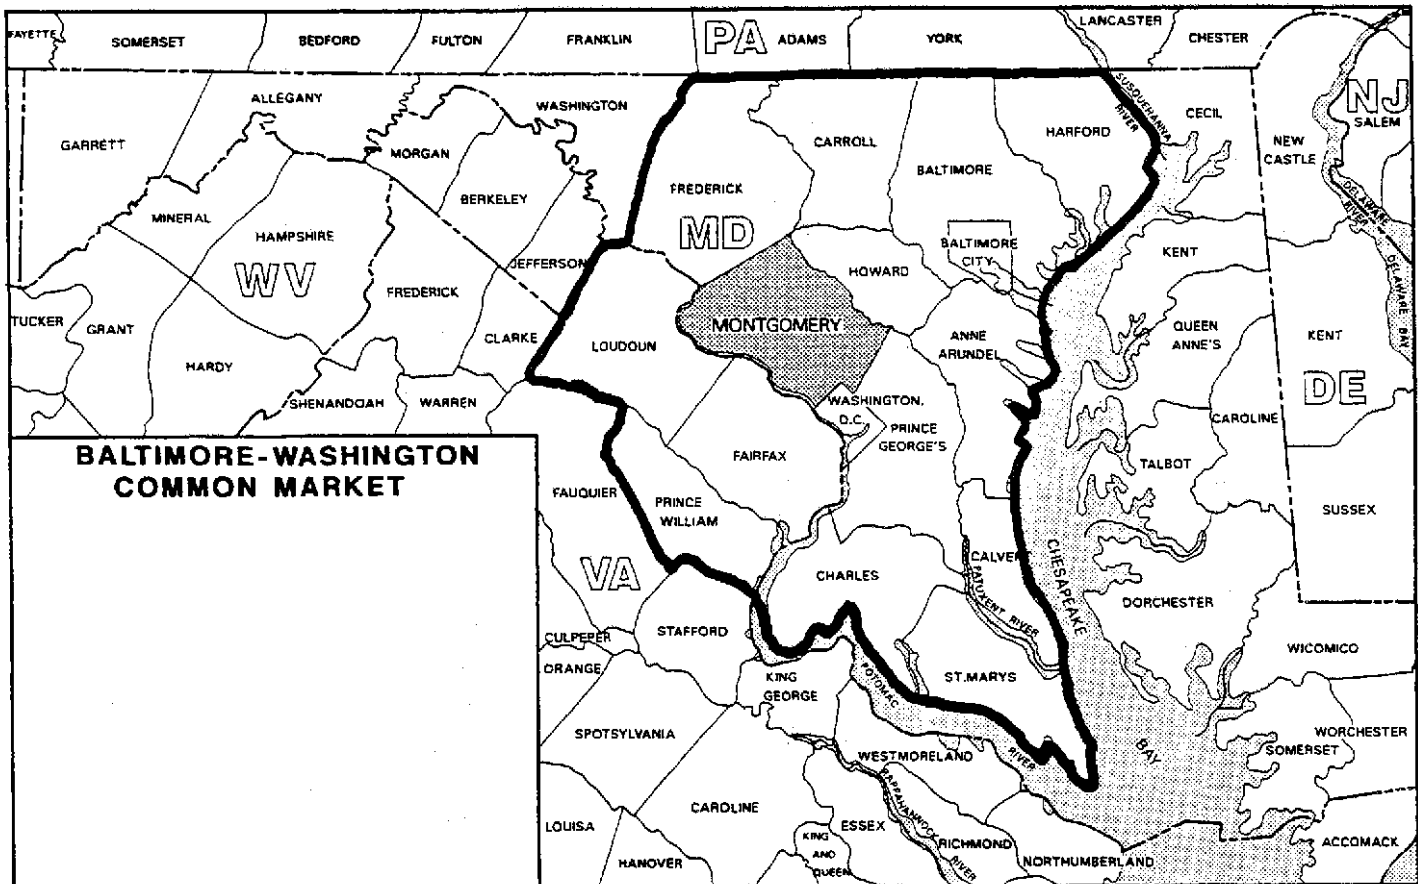 FAYETTE
SOMERSET
BEDFORD
FULTON
FRANKLIN
PA
ADAMS
YORK
LANCASTER
CHESTER
NJ
SALEM
GARRETT
ALLEGANY
WASHINGTON
MORGAN
BERKELEY
MINERAL
HAMPSHIRE
WV
JEFFERSON
FREDERICK
CLARKE
TUCKER
GRANT
HARDY
SHENANDOAH
WARREN
FREDERICK
MD
CARROLL
BALTIMORE
HARFORD
SUSQUEHANNA
RIVER
CECIL
NEW
CASTLE
DELAWARE
RIVER
DELAWARE BAY
BALTIMORE
CITY
HOWARD
KENT
MONTGOMERY
LOUDOUN
ANNE
ARUNDEL
QUEEN
ANNE'S
KENT
DE
CAROLINE
WASHINGTON,
D.C.
PRINCE
GEORGE'S
FAIRFAX
TALBOT
SUSSEX
BALTIMORE-WASHINGTON
COMMON MARKET
FAUQUIER
PRINCE
WILLIAM
VA
CHARLES
CALVERT
PATUXENT RIVER
CHESAPEAKE
BAY
DORCHESTER
STAFFORD
CULPEPER
ORANGE
KING
GEORGE
POTOMAC
RIVER
ST.MARYS
WICOMICO
SPOTSYLVANIA
WESTMORELAND
SOMERSET
WORCHESTER
CAROLINE
RAPPAHANNOCK
RIVER
LOUISA
ESSEX
KING
AND
QUEEN
RICHMOND
HANOVER
NORTHUMBERLAND
ACCOMACK